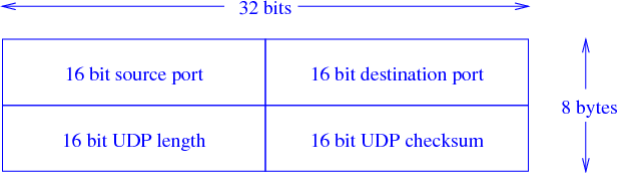 32 bits
16 bit source port
16 bit destination port
8 bytes
16 bit UDP length
16 bit UDP checksum